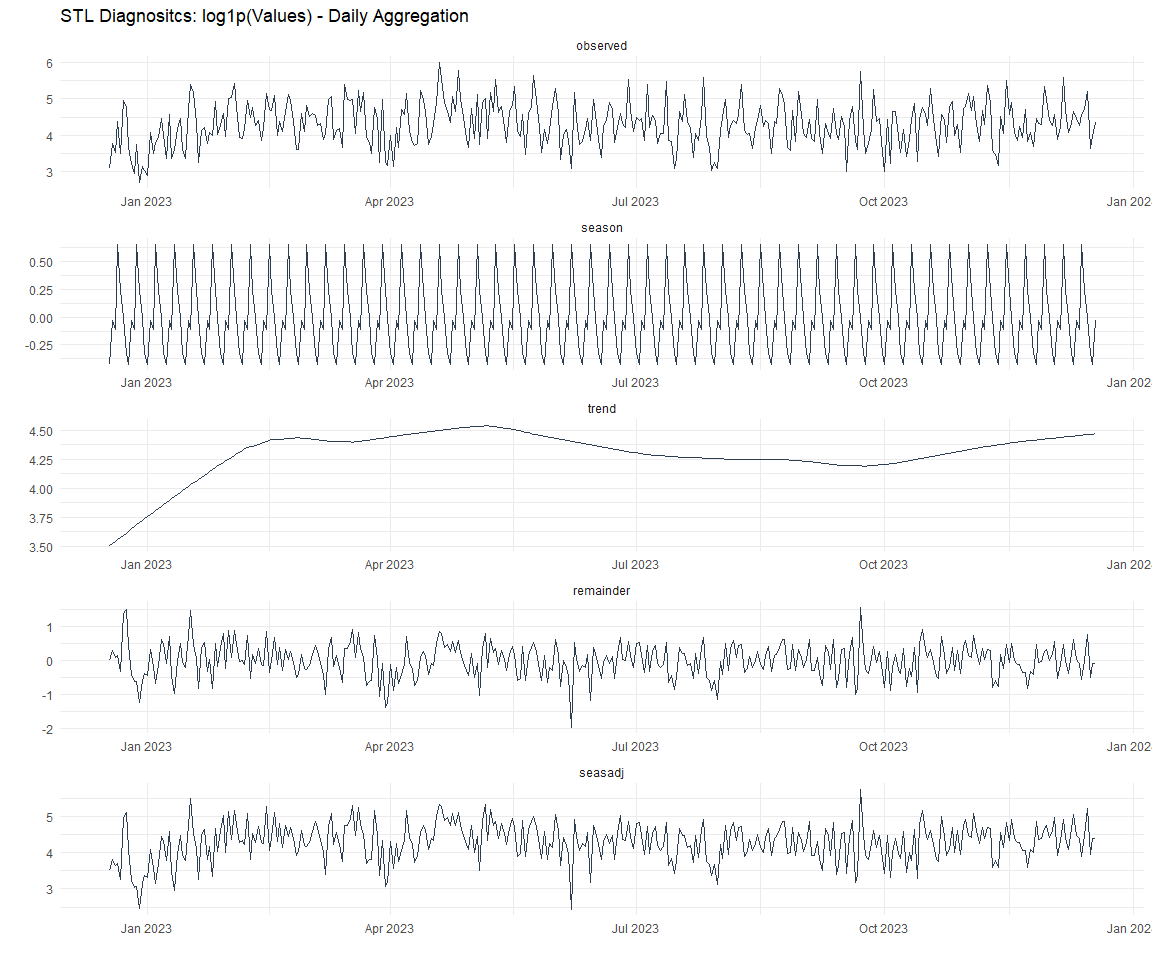 STL Diagnositcs: log1p(Values) - Daily Aggregation
observed
6
5
4
3
Jan 2023 Apr 2023 Jul 2023 Oct 2023 Jan 202
season
0.50
0.25
0.00
-0.25
Jan 2023 Apr 2023 Jul 2023 Oct 2023 Jan 202
trend
4.50
4.25
4.00
3.75
3.50
Jan 2023 Apr 2023 Jul 2023 Oct 2023 Jan 202
remainder
1
0
-1
-2
Jan 2023 Apr 2023 Jul 2023 Oct 2023 Jan 202
seasadj
5
4
3
Jan 2023 Apr 2023 Jul 2023 Oct 2023 Jan 202